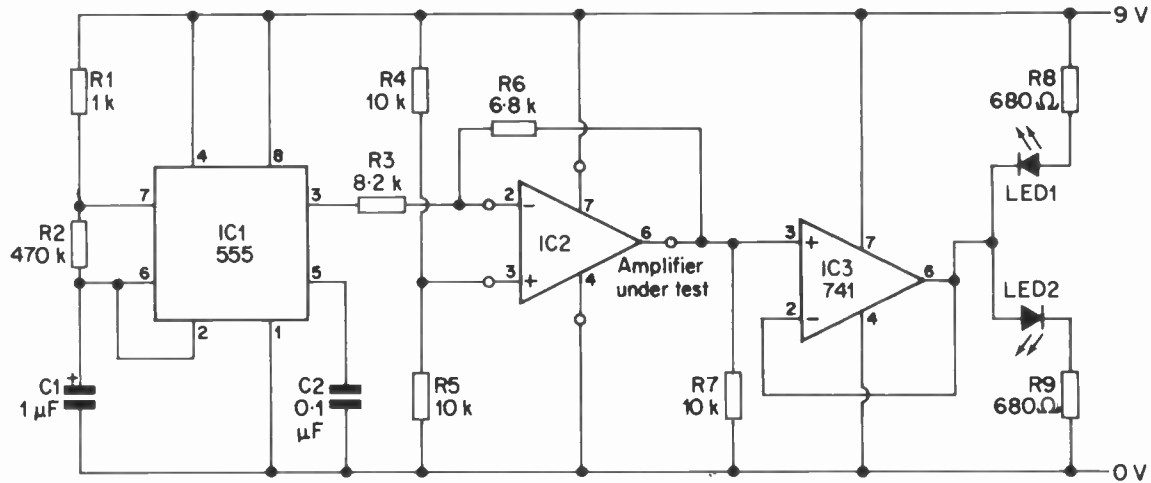 9 V
R1
1 k
R4
10 k
R6
6·8 k
R8
680 Ω
4
8
R3
8.2 k
LED1
7
3
2
−
7
R2
470 k
IC1
555
IC2
6
3
+
7
6
5
3
+
4
Amplifier
under test
IC3
741
6
LED2
2
1
2
−
4
C1
+
1 μF
C2
0·1
μF
R5
10 k
R7
10 k
R9
680 Ω
0 V